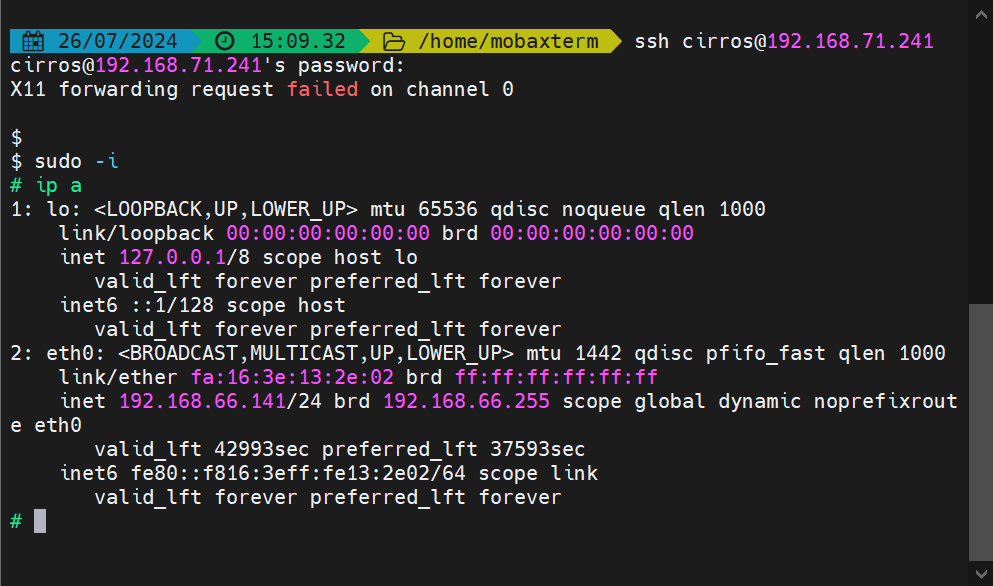 26/07/2024 15:09.32 /home/mobaxterm ssh cirros@192.168.71.241
cirros@192.168.71.241's password:
X11 forwarding request failed on channel 0
$
$ sudo -i
# ip a
1: lo: <LOOPBACK,UP,LOWER_UP> mtu 65536 qdisc noqueue qlen 1000
    link/loopback 00:00:00:00:00:00 brd 00:00:00:00:00:00
    inet 127.0.0.1/8 scope host lo
       valid_lft forever preferred_lft forever
    inet6 ::1/128 scope host
       valid_lft forever preferred_lft forever
2: eth0: <BROADCAST,MULTICAST,UP,LOWER_UP> mtu 1442 qdisc pfifo_fast qlen 1000
    link/ether fa:16:3e:13:2e:02 brd ff:ff:ff:ff:ff:ff
    inet 192.168.66.141/24 brd 192.168.66.255 scope global dynamic noprefixrout
e eth0
       valid_lft 42993sec preferred_lft 37593sec
    inet6 fe80::f816:3eff:fe13:2e02/64 scope link
       valid_lft forever preferred_lft forever
#